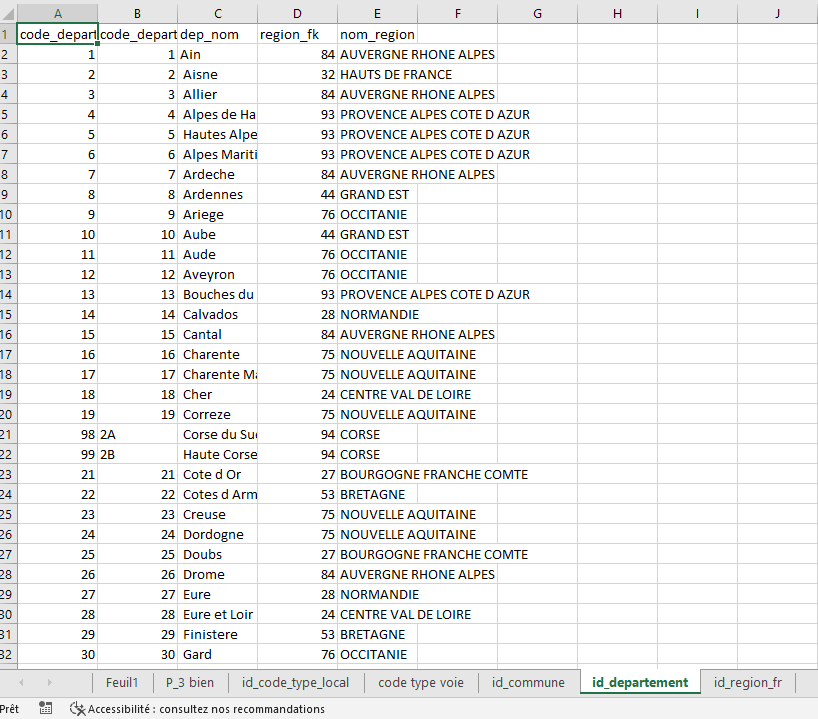 A B C D E F G H I J
1 code_depart code_depart dep_nom region_fk nom_region
2 1 1 Ain 84 AUVERGNE RHONE ALPES
3 2 2 Aisne 32 HAUTS DE FRANCE
4 3 3 Allier 84 AUVERGNE RHONE ALPES
5 4 4 Alpes de Ha 93 PROVENCE ALPES COTE D AZUR
6 5 5 Hautes Alpe 93 PROVENCE ALPES COTE D AZUR
7 6 6 Alpes Mariti 93 PROVENCE ALPES COTE D AZUR
8 7 7 Ardeche 84 AUVERGNE RHONE ALPES
9 8 8 Ardennes 44 GRAND EST
10 9 9 Ariege 76 OCCITANIE
11 10 10 Aube 44 GRAND EST
12 11 11 Aude 76 OCCITANIE
13 12 12 Aveyron 76 OCCITANIE
14 13 13 Bouches du 93 PROVENCE ALPES COTE D AZUR
15 14 14 Calvados 28 NORMANDIE
16 15 15 Cantal 84 AUVERGNE RHONE ALPES
17 16 16 Charente 75 NOUVELLE AQUITAINE
18 17 17 Charente Ma 75 NOUVELLE AQUITAINE
19 18 18 Cher 24 CENTRE VAL DE LOIRE
20 19 19 Correze 75 NOUVELLE AQUITAINE
21 98 2A Corse du Su 94 CORSE
22 99 2B Haute Corse 94 CORSE
23 21 21 Cote d Or 27 BOURGOGNE FRANCHE COMTE
24 22 22 Cotes d Arm 53 BRETAGNE
25 23 23 Creuse 75 NOUVELLE AQUITAINE
26 24 24 Dordogne 75 NOUVELLE AQUITAINE
27 25 25 Doubs 27 BOURGOGNE FRANCHE COMTE
28 26 26 Drome 84 AUVERGNE RHONE ALPES
29 27 27 Eure 28 NORMANDIE
30 28 28 Eure et Loir 24 CENTRE VAL DE LOIRE
31 29 29 Finistere 53 BRETAGNE
32 30 30 Gard 76 OCCITANIE
Feuil1 P_3 bien id_code_type_local code type voie id_commune id_departement id_region_fr
Prêt Accessibilité : consultez nos recommandations